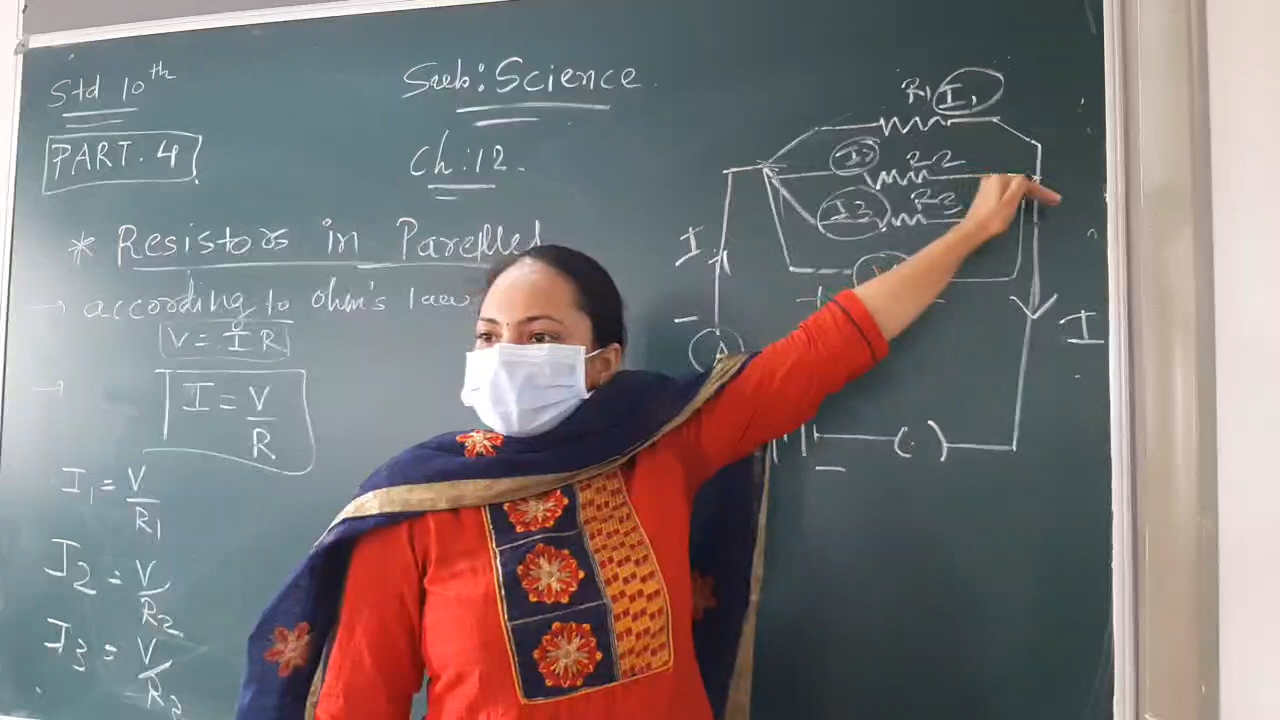 Std 10th
Sub: Science
PART. 4
Ch: 12.
* Resistors in Parellel
→ according to ohm's law
V = I R
→
I = V/R
I1 = V/R1
I2 = V/R2
I3 = V/R3
R1 I1
I2 R2
I3 R3
I
V
+ −
− A
I
−